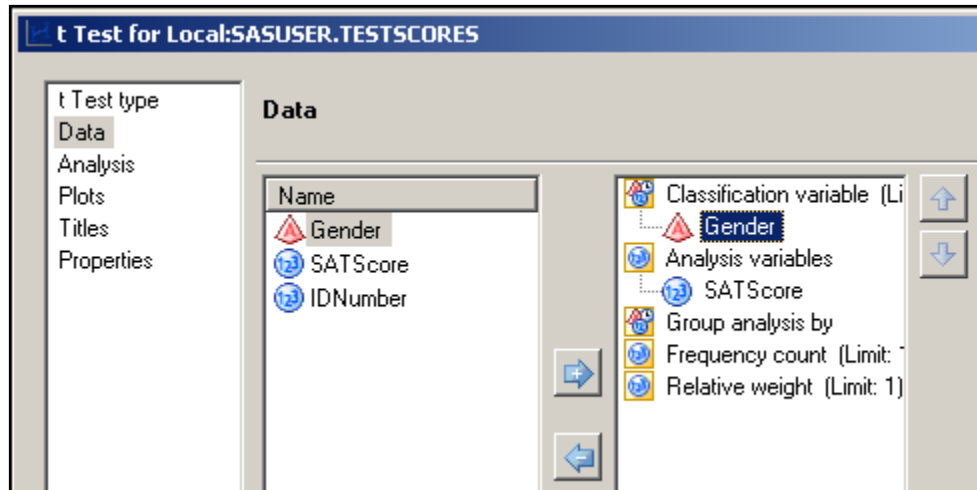 t Test for Local:SASUSER.TESTSCORES
t Test type
Data
Analysis
Plots
Titles
Properties
Data
Name
Gender
SATScore
IDNumber
Classification variable (Li
Gender
Analysis variables
SATScore
Group analysis by
Frequency count (Limit:
Relative weight (Limit: 1)